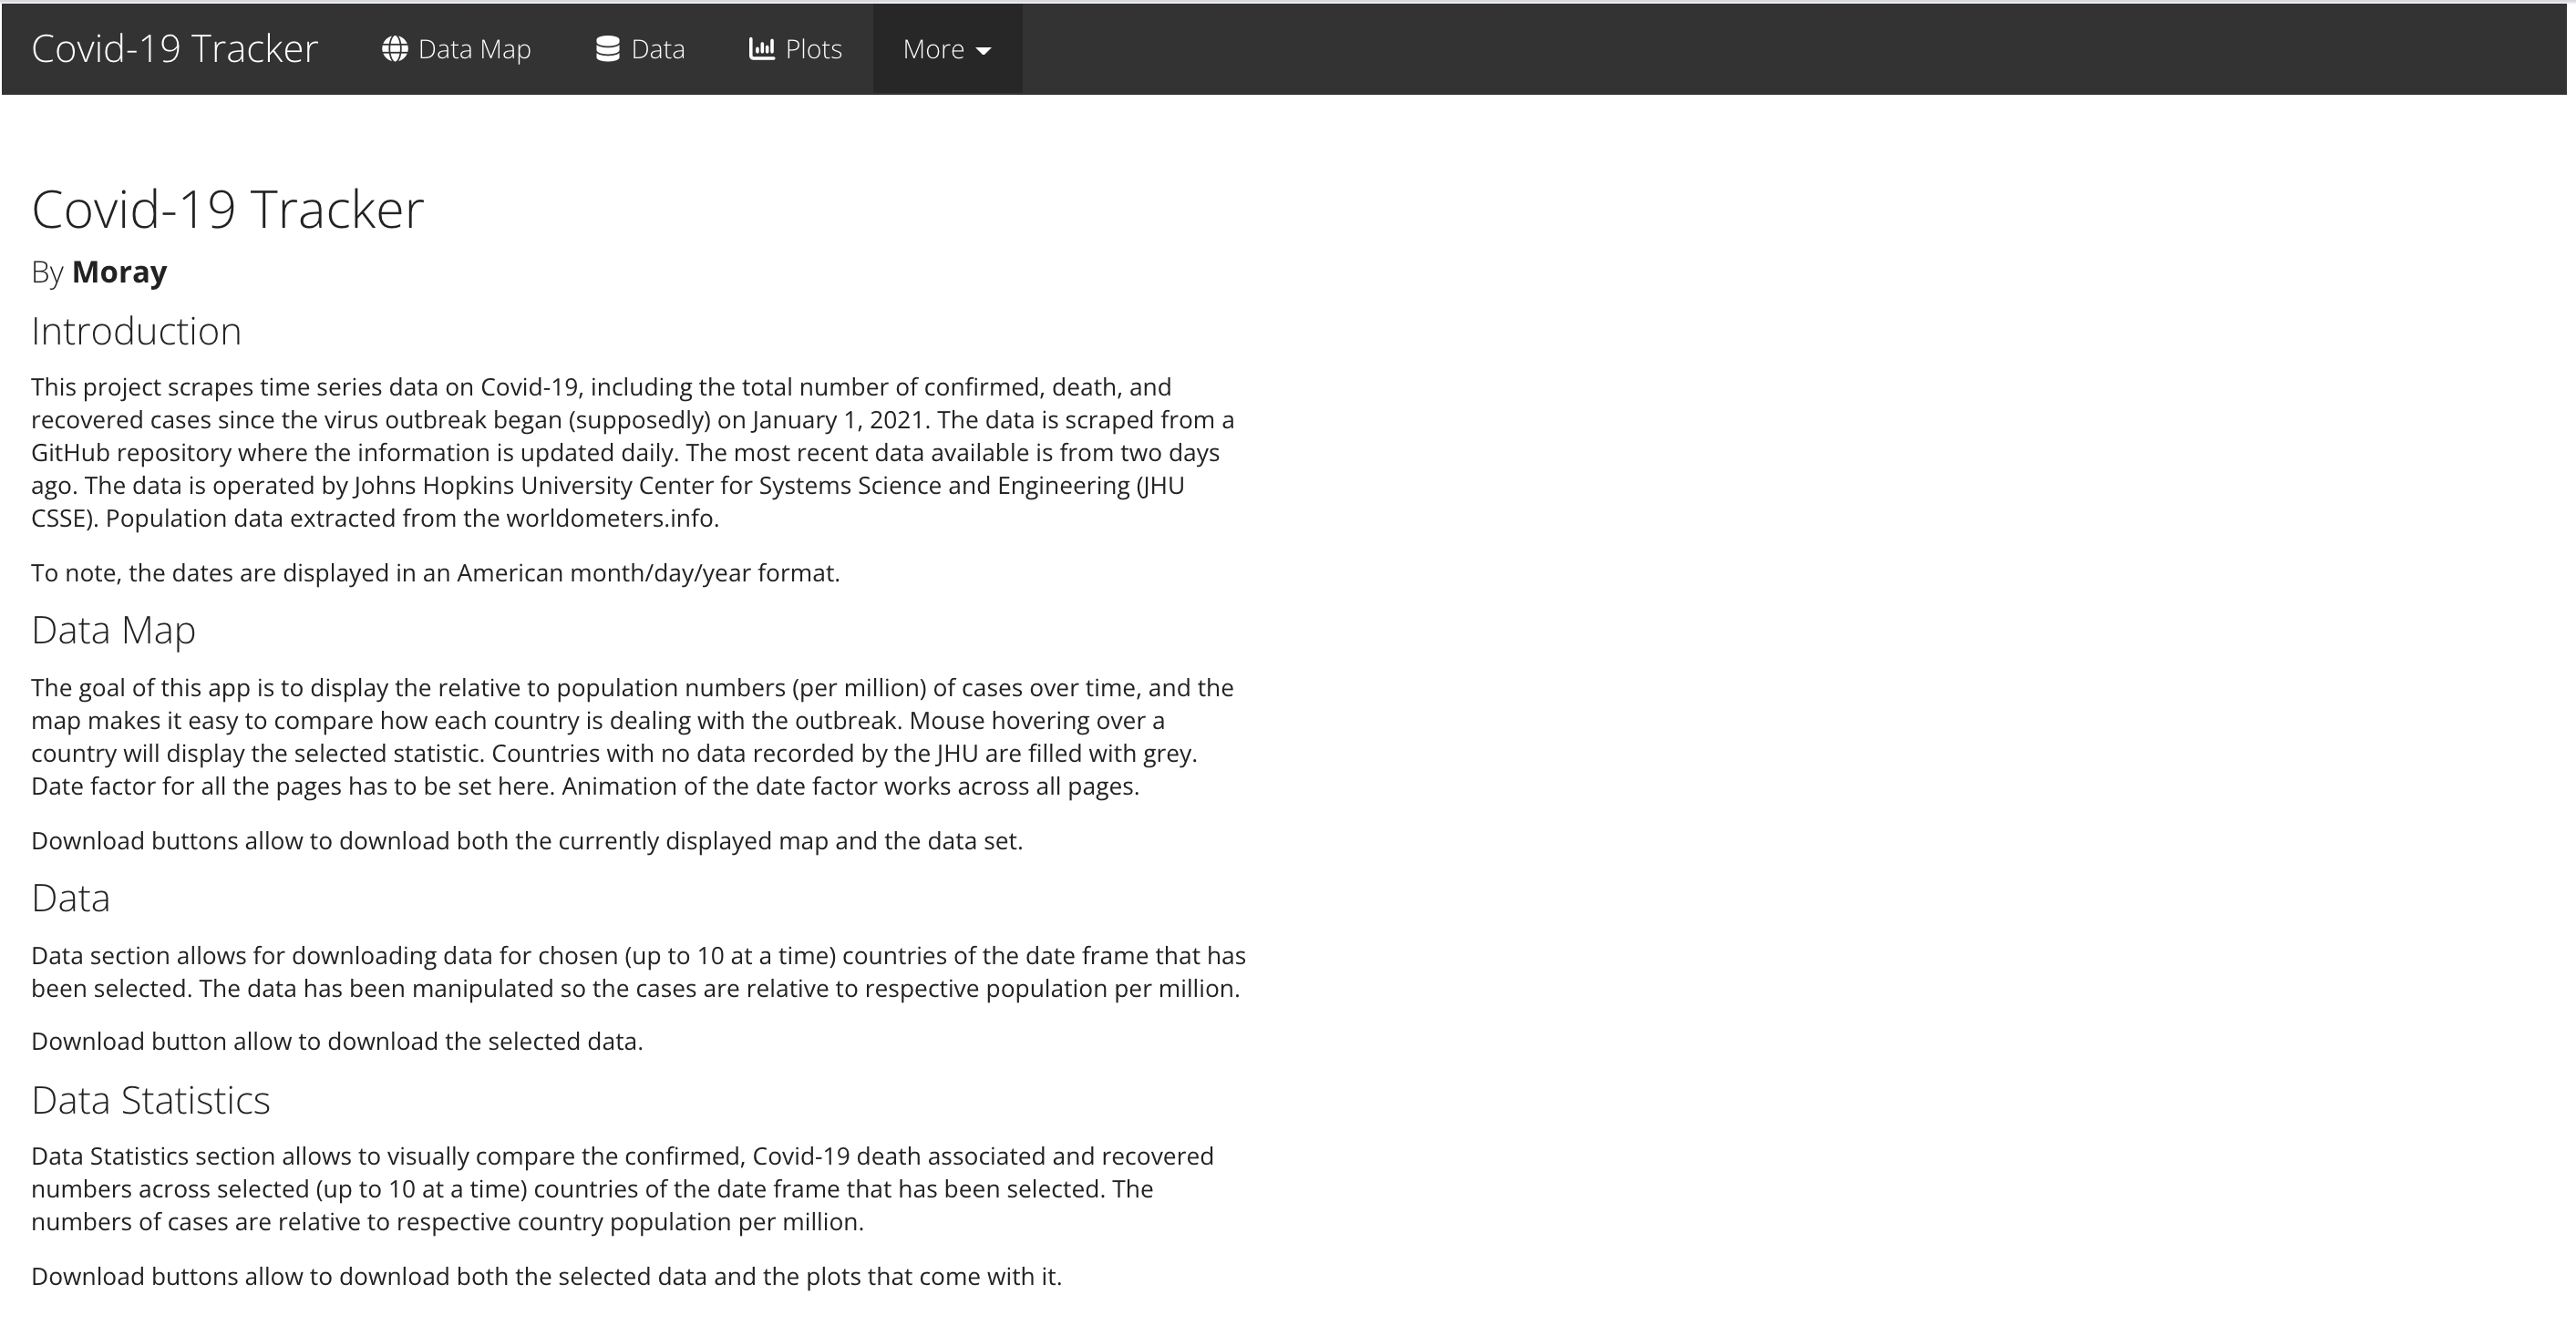 Covid-19 Tracker Data Map Data Plots More
Covid-19 Tracker
By Moray
Introduction
This project scrapes time series data on Covid-19, including the total number of confirmed, death, and
recovered cases since the virus outbreak began (supposedly) on January 1, 2021. The data is scraped from a
GitHub repository where the information is updated daily. The most recent data available is from two days
ago. The data is operated by Johns Hopkins University Center for Systems Science and Engineering (JHU
CSSE). Population data extracted from the worldometers.info.
To note, the dates are displayed in an American month/day/year format.
Data Map
The goal of this app is to display the relative to population numbers (per million) of cases over time, and the
map makes it easy to compare how each country is dealing with the outbreak. Mouse hovering over a
country will display the selected statistic. Countries with no data recorded by the JHU are filled with grey.
Date factor for all the pages has to be set here. Animation of the date factor works across all pages.
Download buttons allow to download both the currently displayed map and the data set.
Data
Data section allows for downloading data for chosen (up to 10 at a time) countries of the date frame that has
been selected. The data has been manipulated so the cases are relative to respective population per million.
Download button allow to download the selected data.
Data Statistics
Data Statistics section allows to visually compare the confirmed, Covid-19 death associated and recovered
numbers across selected (up to 10 at a time) countries of the date frame that has been selected. The
numbers of cases are relative to respective country population per million.
Download buttons allow to download both the selected data and the plots that come with it.